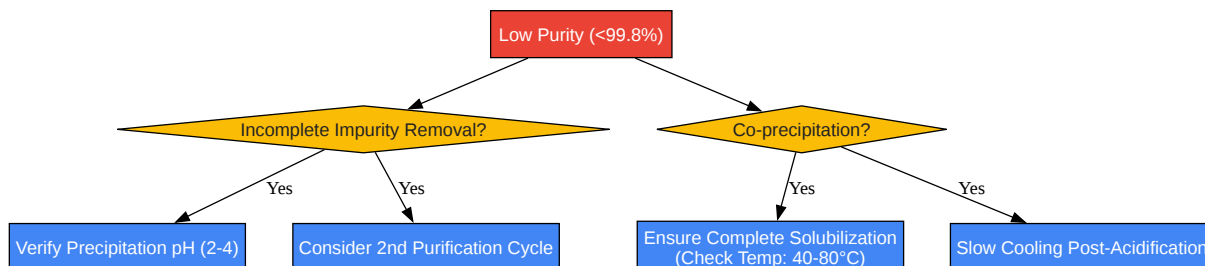 Low Purity (<99.8%)
Incomplete Impurity Removal?
Co-precipitation?
Yes
Yes
Yes
Yes
Verify Precipitation pH (2-4)
Consider 2nd Purification Cycle
Ensure Complete Solubilization
(Check Temp: 40-80°C)
Slow Cooling Post-Acidification